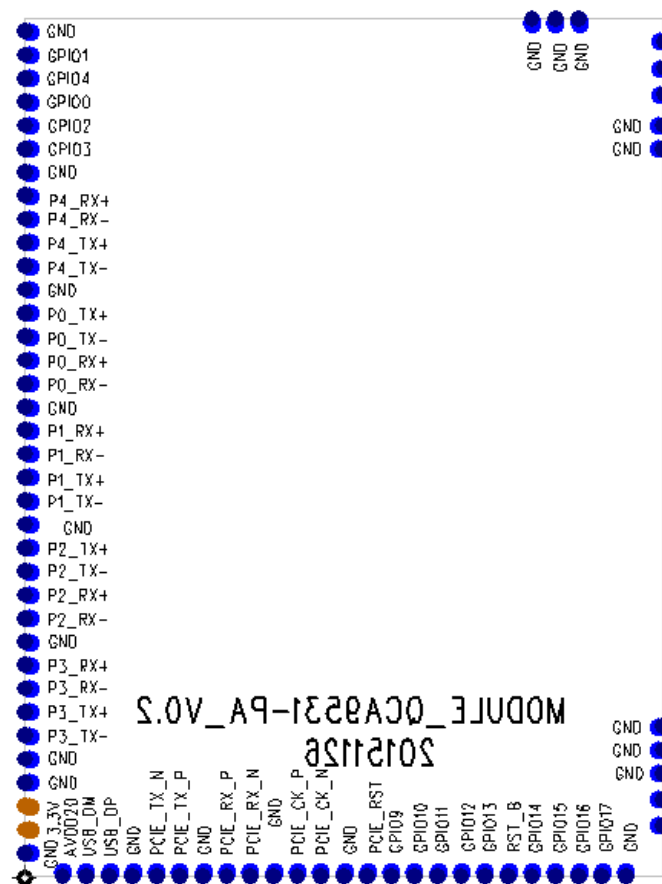 GND
GPIO1
GPIO4
GPIO0
GPIO2
GPIO3
GND
P4_RX+
P4_RX-
P4_TX+
P4_TX-
GND
P0_TX+
P0_TX-
P0_RX+
P0_RX-
GND
P1_RX+
P1_RX-
P1_TX+
P1_TX-
GND
P2_TX+
P2_TX-
P2_RX+
P2_RX-
GND
P3_RX+
P3_RX-
P3_TX+
P3_TX-
GND
GND
GND
GND
GND
GND
GND
MODULE_QCA9531-PA_V0.2
20151126
GND
GND
GND
GND
3.3V
AVDD20
USB_DM
USB_DP
GND
PCIE_TX_N
PCIE_TX_P
GND
PCIE_RX_P
PCIE_RX_N
GND
PCIE_CK_P
PCIE_CK_N
GND
PCIE_RST
GPIO9
GPIO10
GPIO11
GPIO12
GPIO13
RST_B
GPIO14
GPIO15
GPIO16
GPIO17
GND